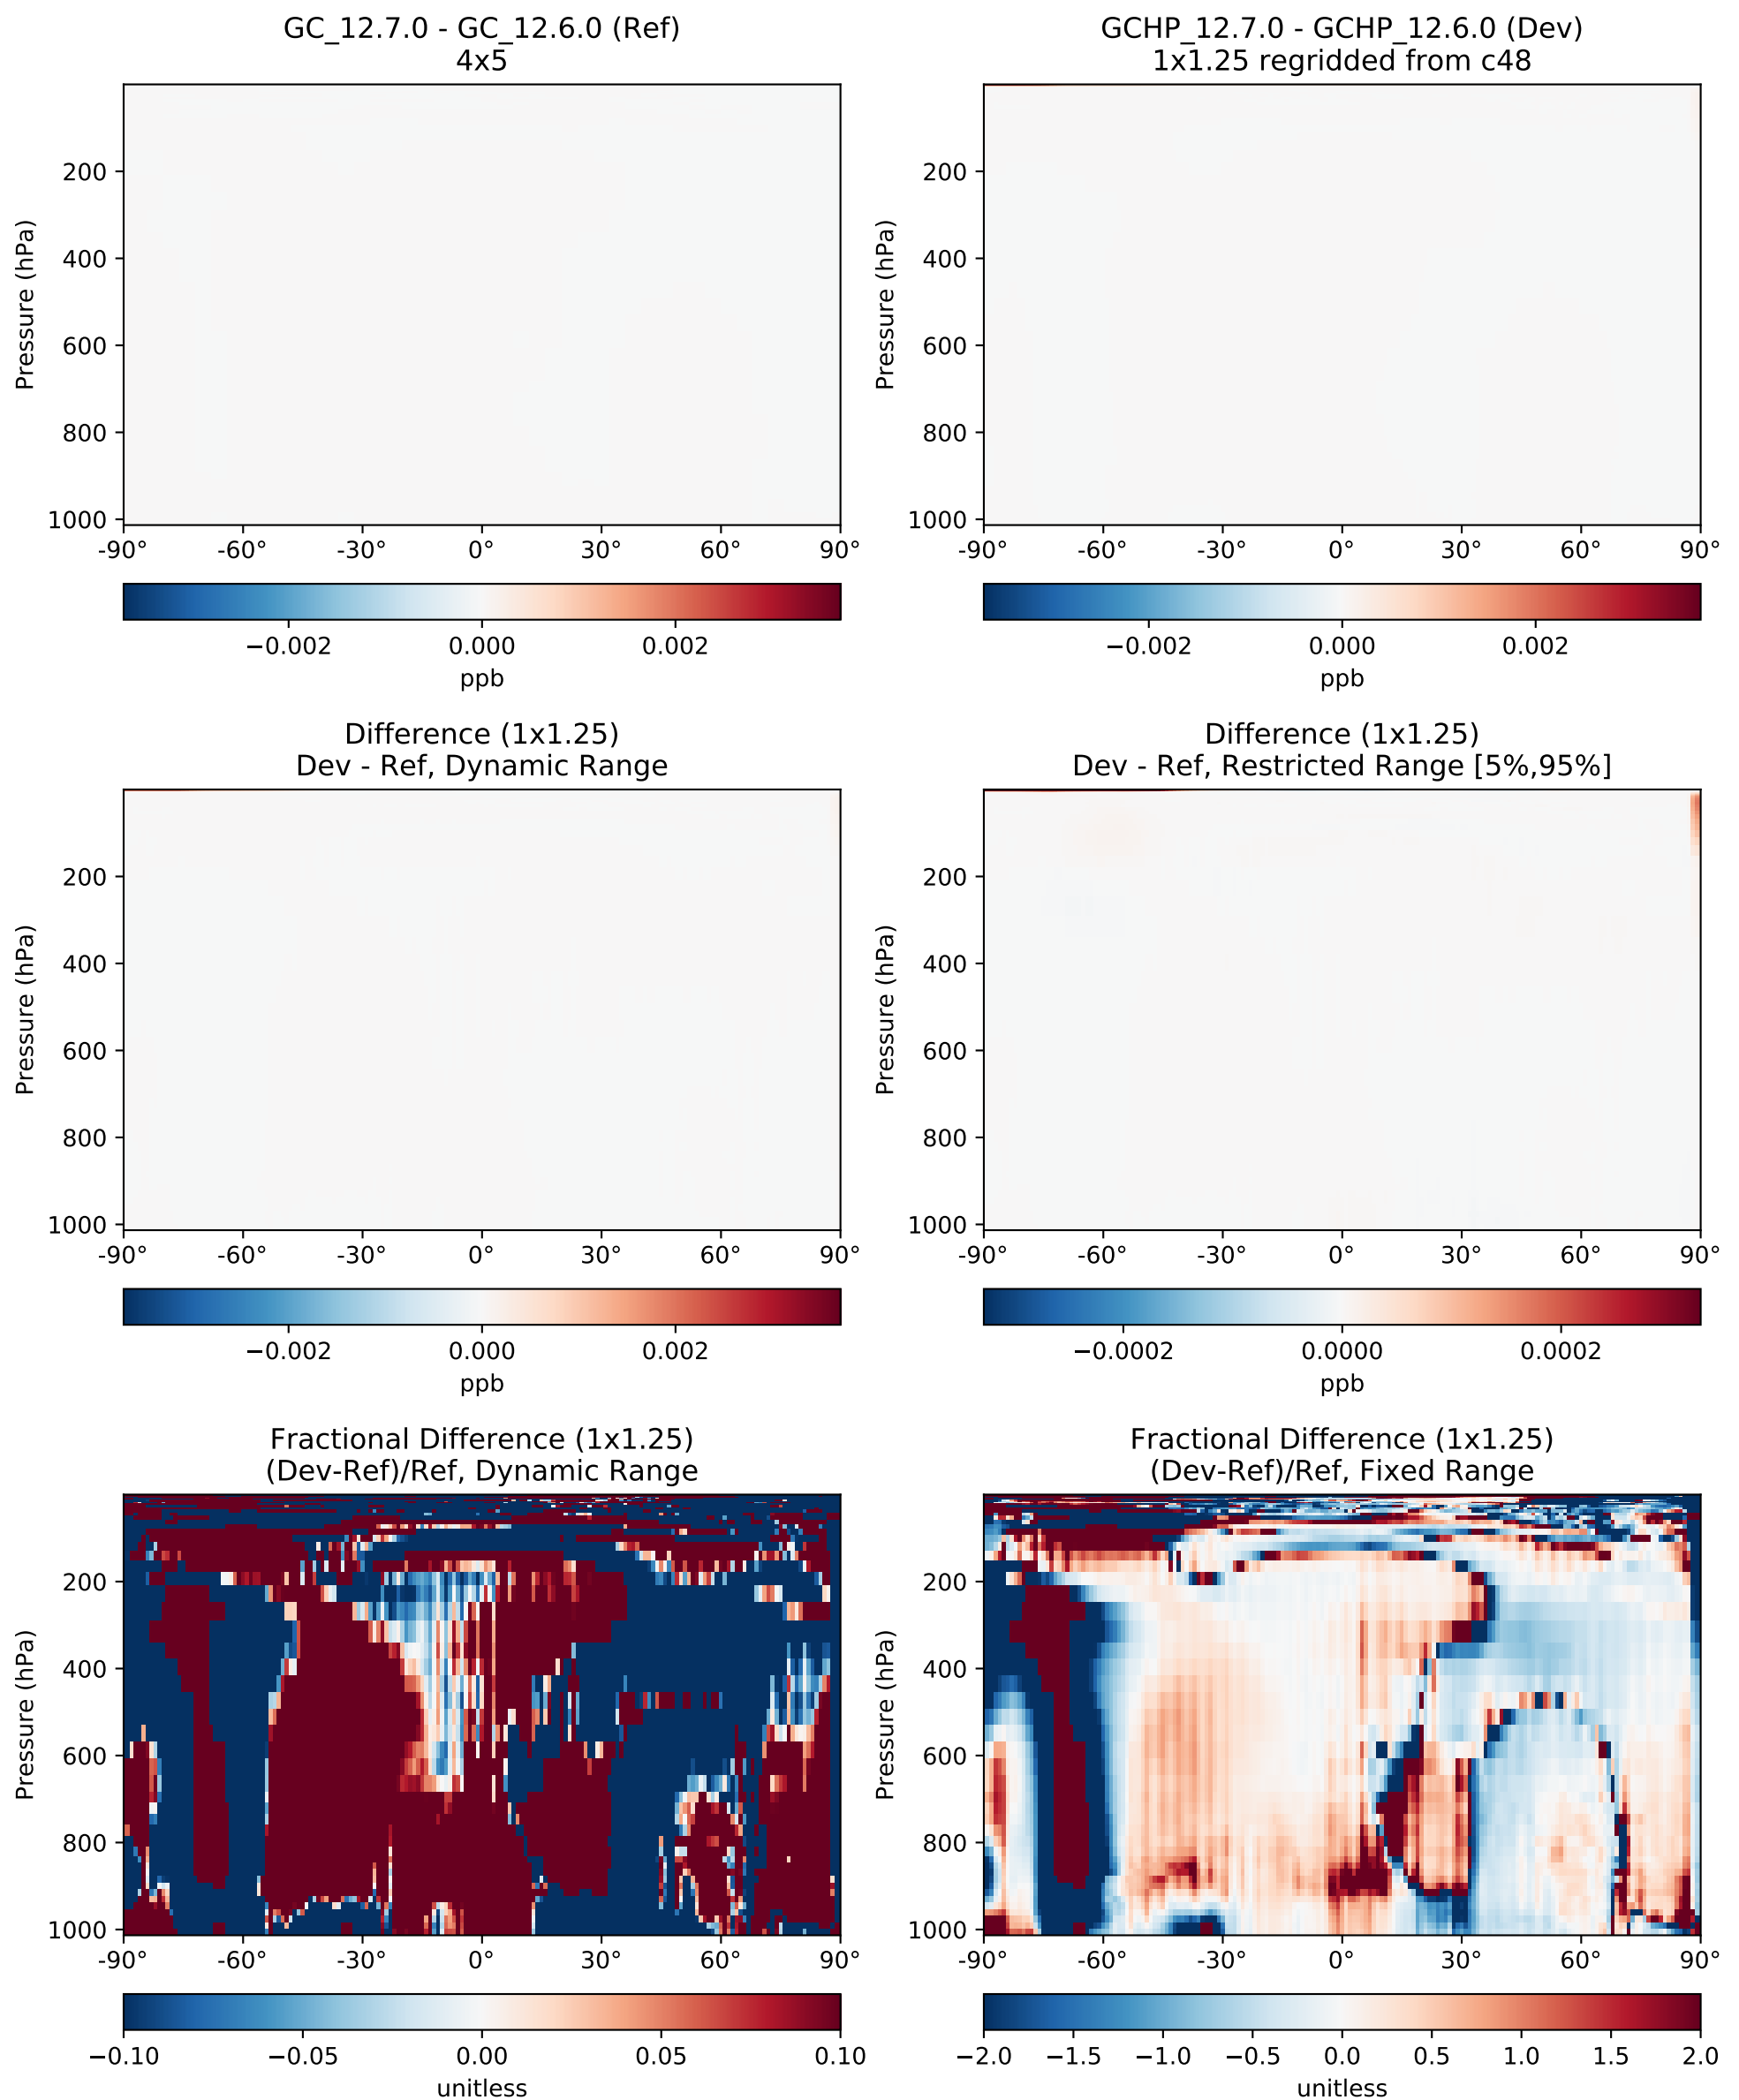 GC_12.7.0 - GC_12.6.0 (Ref)
4x5
Pressure (hPa)
200
400
600
800
1000
-90° -60° -30° 0° 30° 60° 90°
−0.002 0.000 0.002
ppb
GCHP_12.7.0 - GCHP_12.6.0 (Dev)
1x1.25 regridded from c48
Pressure (hPa)
200
400
600
800
1000
-90° -60° -30° 0° 30° 60° 90°
−0.002 0.000 0.002
ppb
Difference (1x1.25)
Dev - Ref, Dynamic Range
Pressure (hPa)
200
400
600
800
1000
-90° -60° -30° 0° 30° 60° 90°
−0.002 0.000 0.002
ppb
Difference (1x1.25)
Dev - Ref, Restricted Range [5%,95%]
Pressure (hPa)
200
400
600
800
1000
-90° -60° -30° 0° 30° 60° 90°
−0.0002 0.0000 0.0002
ppb
Fractional Difference (1x1.25)
(Dev-Ref)/Ref, Dynamic Range
Pressure (hPa)
200
400
600
800
1000
-90° -60° -30° 0° 30° 60° 90°
−0.10 −0.05 0.00 0.05 0.10
unitless
Fractional Difference (1x1.25)
(Dev-Ref)/Ref, Fixed Range
Pressure (hPa)
200
400
600
800
1000
-90° -60° -30° 0° 30° 60° 90°
−2.0 −1.5 −1.0 −0.5 0.0 0.5 1.0 1.5 2.0
unitless